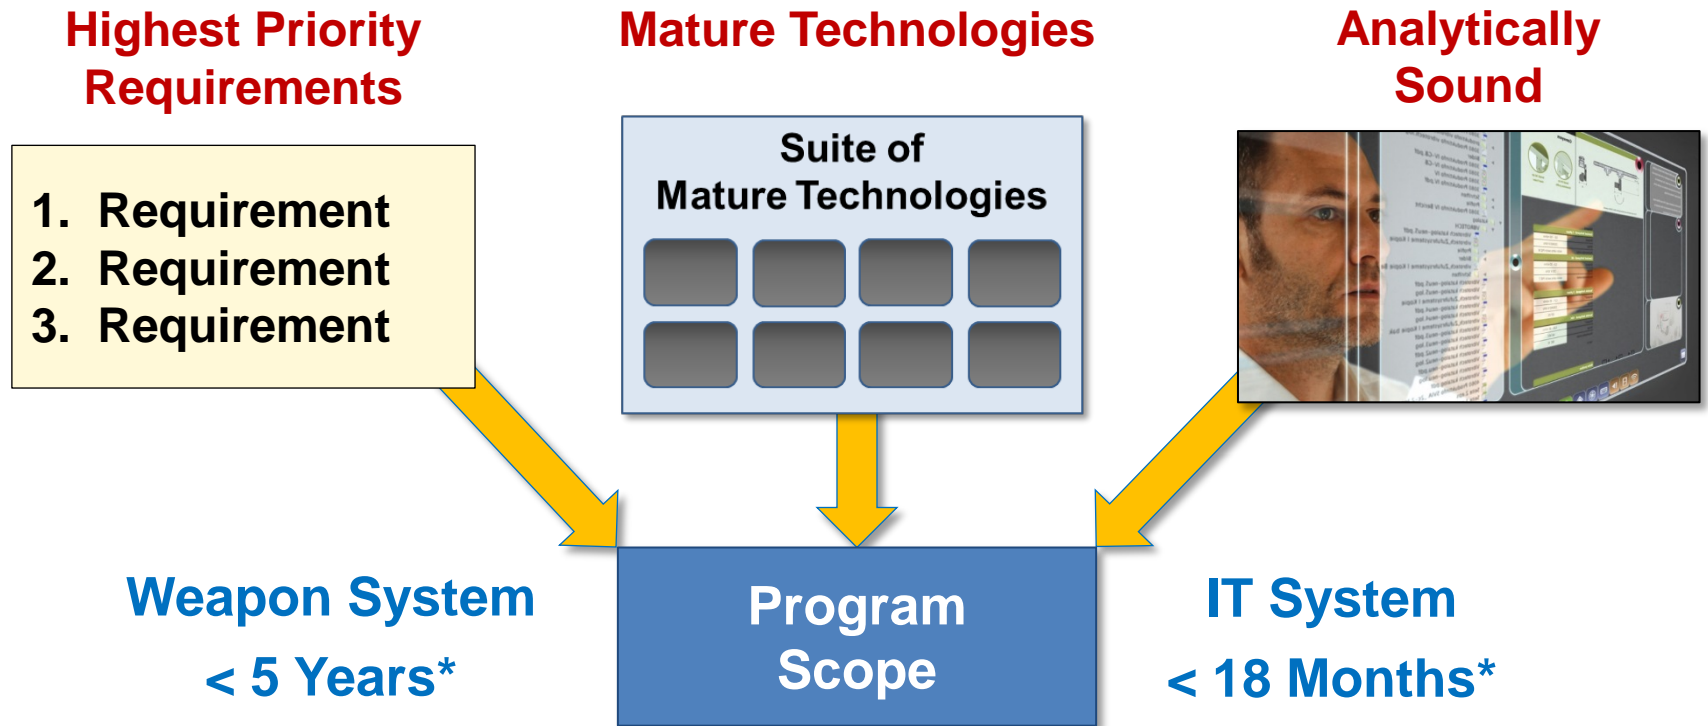 Highest Priority
Requirements
Mature Technologies
Analytically
Sound
1. Requirement
2. Requirement
3. Requirement
Suite of
Mature Technologies
Weapon System
< 5 Years*
Program
Scope
IT System
< 18 Months*